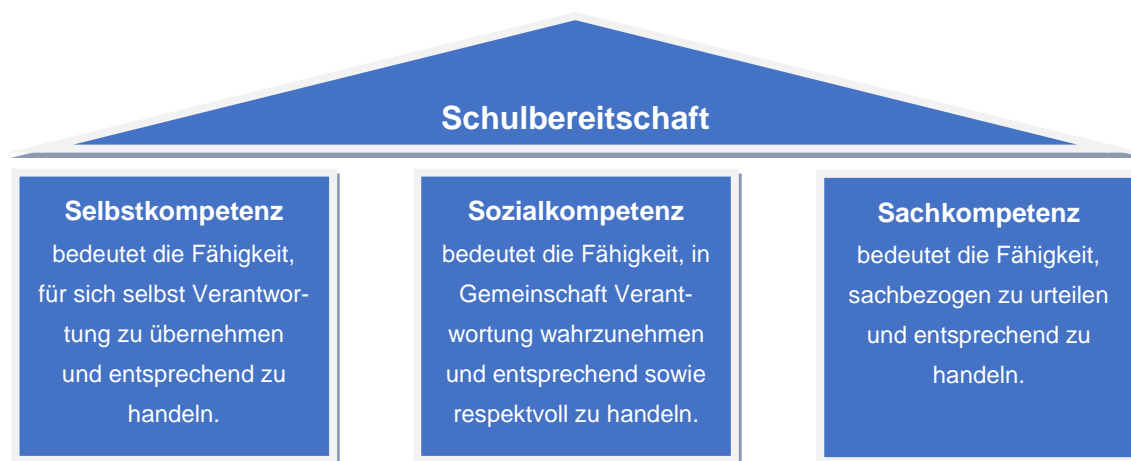 Schulbereitschaft
Selbstkompetenz
bedeutet die Fähigkeit,
für sich selbst Verantwor-
tung zu übernehmen
und entsprechend zu
handeln.
Sozialkompetenz
bedeutet die Fähigkeit, in
Gemeinschaft Verant-
wortung wahrzunehmen
und entsprechend sowie
respektvoll zu handeln.
Sachkompetenz
bedeutet die Fähigkeit,
sachbezogen zu urteilen
und entsprechend zu
handeln.